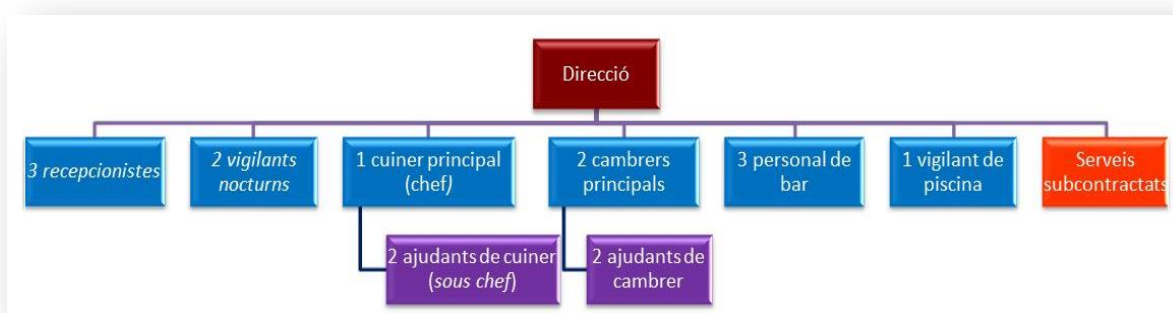 Direcció
3 recepcionistes
2 vigilants
nocturns
1 cuiner principal
(chef)
2 cambrers
principals
3 personal de
bar
1 vigilant de
piscina
Serveis
subcontractats
2 ajudants de cuiner
(sous chef)
2 ajudants de
cambrer